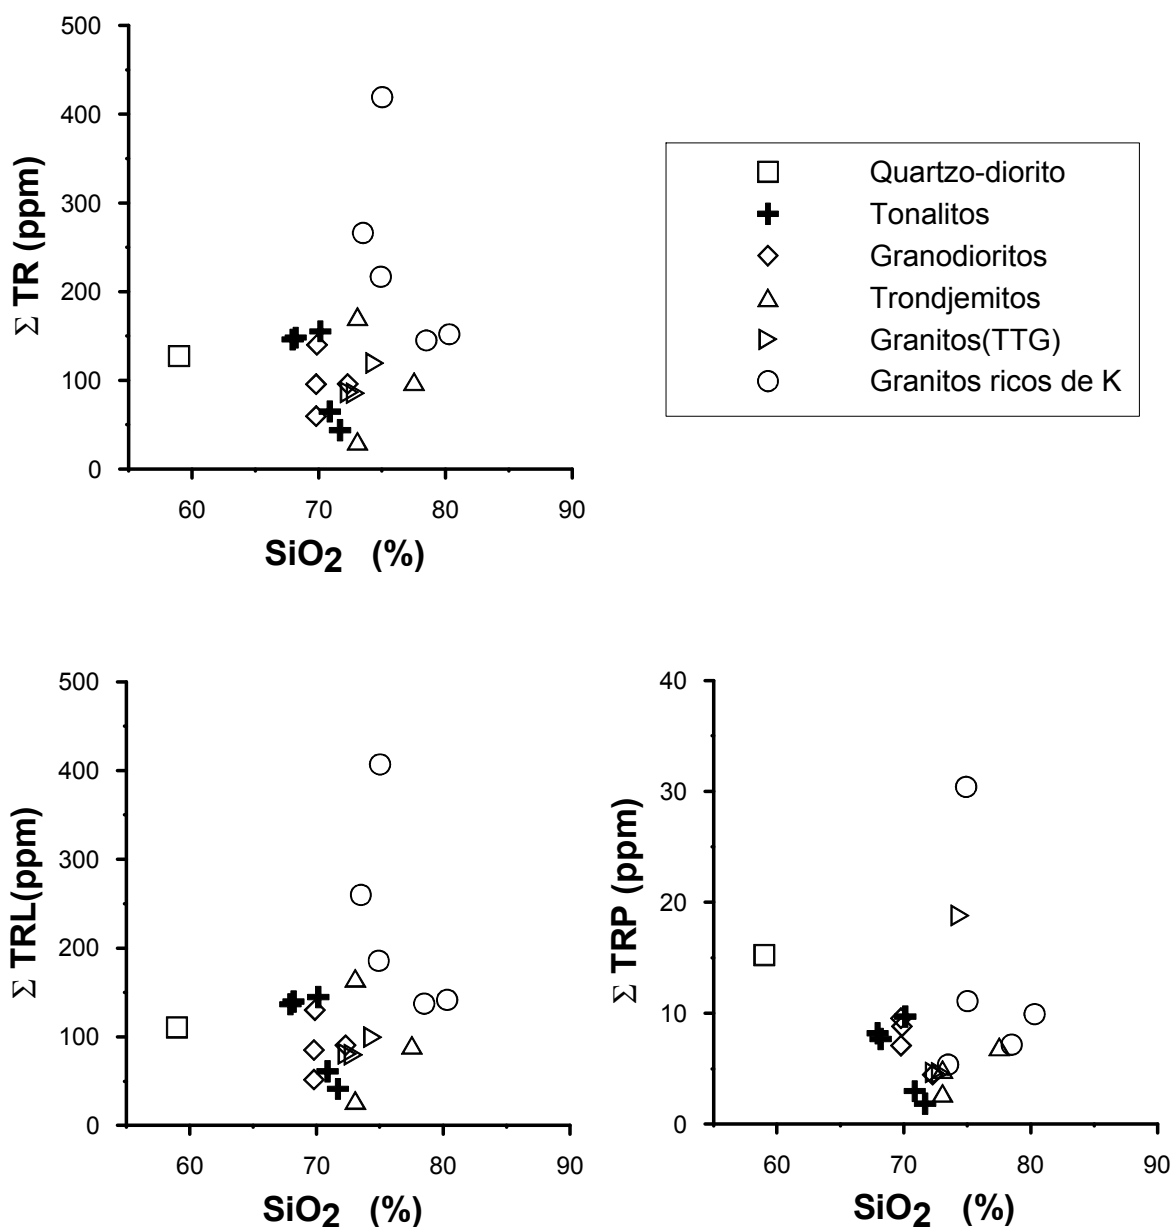 500
400
300
200
100
0
Σ TR (ppm)
60 70 80 90
SiO2 (%)
Quartzo-diorito
Tonalitos
Granodioritos
Trondjemitos
Granitos(TTG)
Granitos ricos de K
500
400
300
200
100
0
Σ TRL(ppm)
60 70 80 90
SiO2 (%)
40
30
20
10
0
Σ TRP (ppm)
60 70 80 90
SiO2 (%)